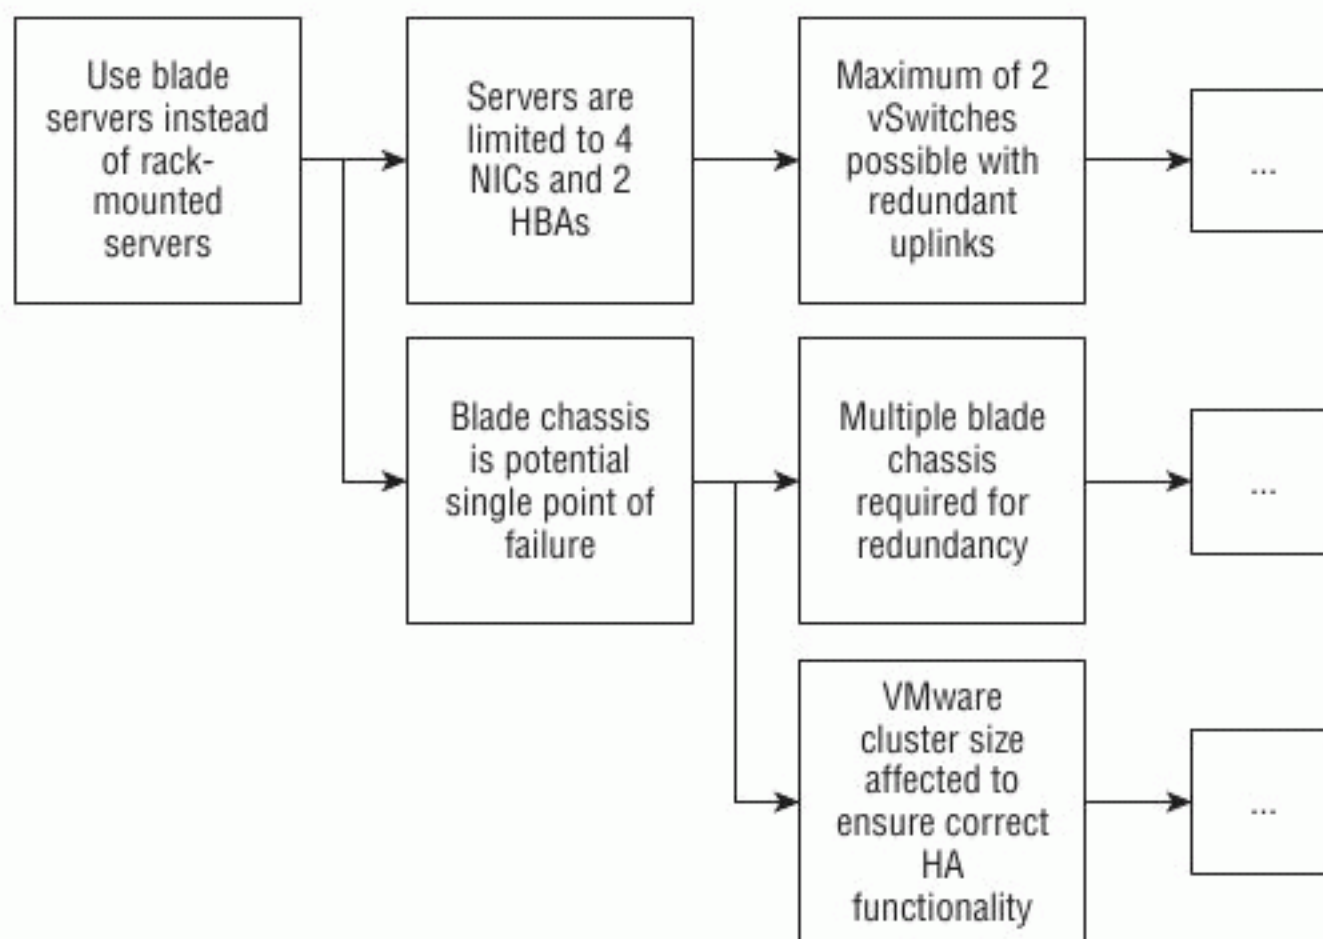 Use blade
servers instead
of rack-
mounted
servers
Servers are
limited to 4
NICs and 2
HBAs
Maximum of 2
vSwitches
possible with
redundant
uplinks
...
Blade chassis
is potential
single point of
failure
Multiple blade
chassis
required for
redundancy
...
VMware
cluster size
affected to
ensure correct
HA
functionality
...